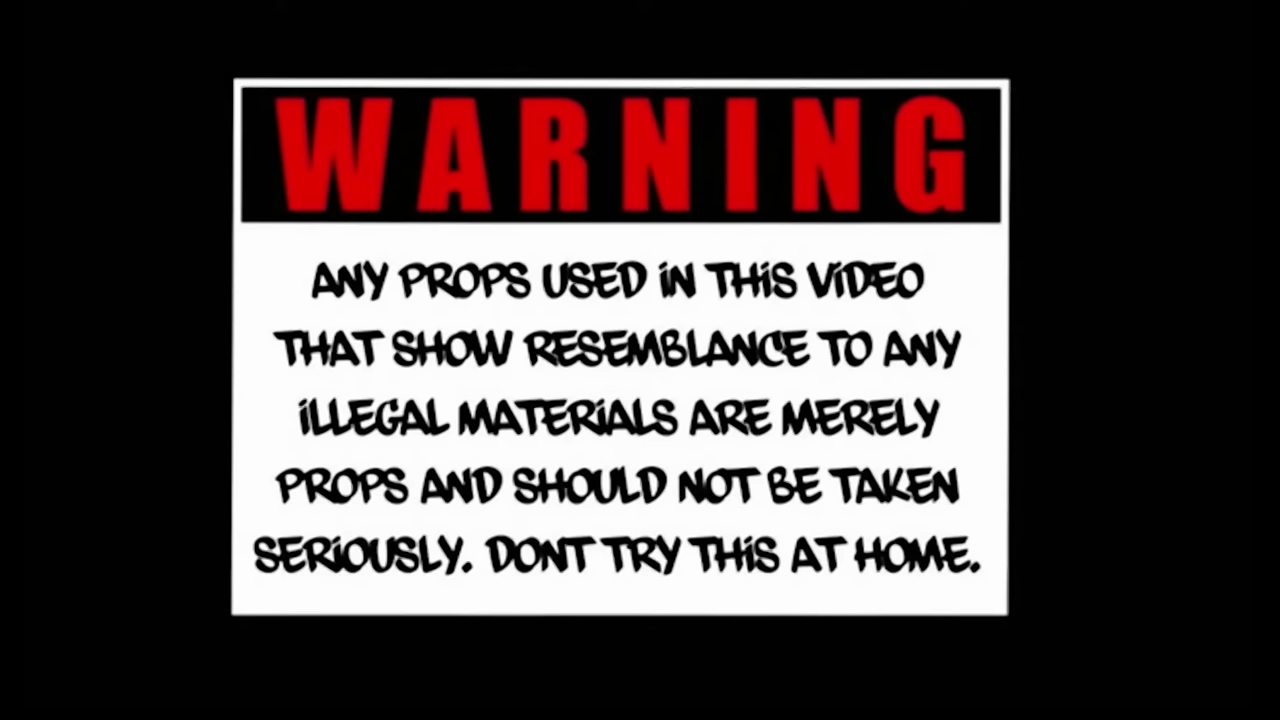 WARNING
ANY PROPS USED iN THiS ViDEO
THAT SHOW RESEMBLANCE TO ANY
iLLEGAL MATERiALS ARE MERELY
PROPS AND SHOULD NOT BE TAKEN
SERiOUSLY. DONT TRY THiS AT HOME.